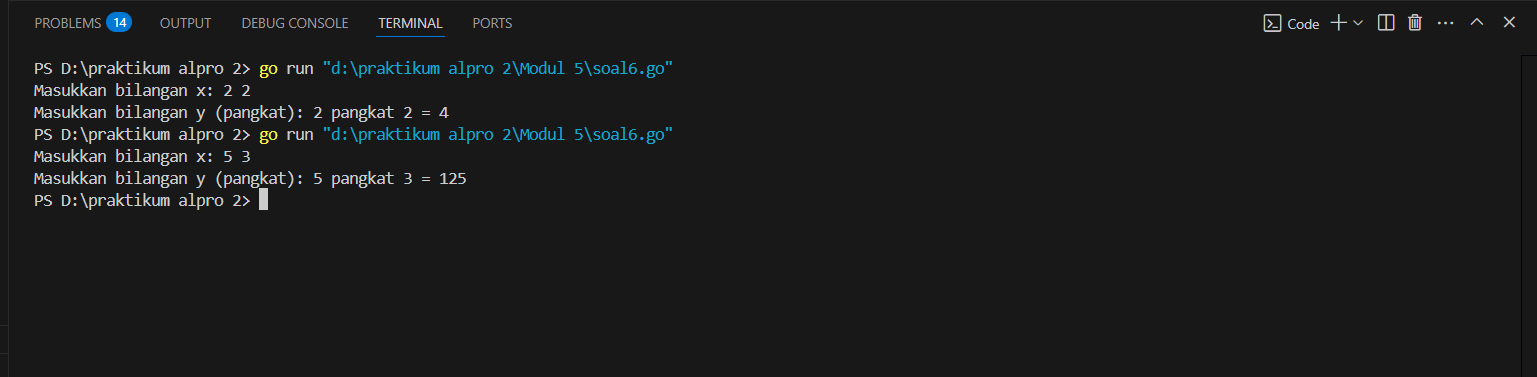 PROBLEMS 14 OUTPUT DEBUG CONSOLE TERMINAL PORTS Code
PS D:\praktikum alpro 2> go run "d:\praktikum alpro 2\Modul 5\soal6.go"
Masukkan bilangan x: 2 2
Masukkan bilangan y (pangkat): 2 pangkat 2 = 4
PS D:\praktikum alpro 2> go run "d:\praktikum alpro 2\Modul 5\soal6.go"
Masukkan bilangan x: 5 3
Masukkan bilangan y (pangkat): 5 pangkat 3 = 125
PS D:\praktikum alpro 2>